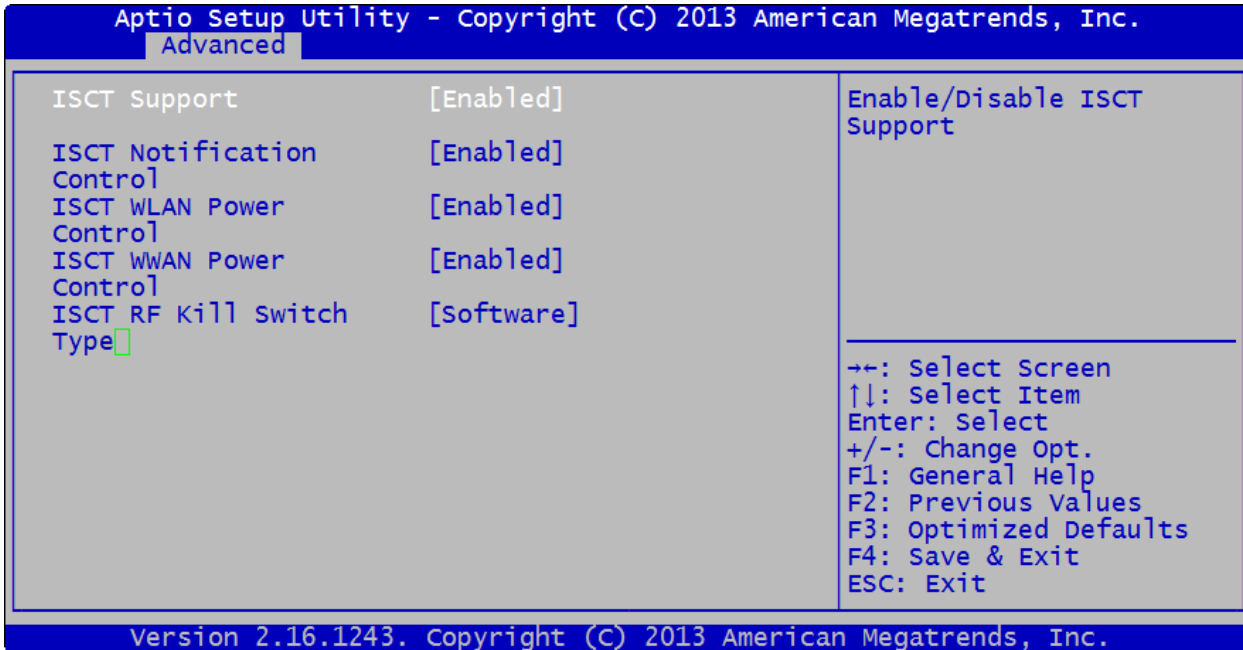 Aptio Setup Utility - Copyright (C) 2013 American Megatrends, Inc.
Advanced
ISCT Support [Enabled]
ISCT Notification [Enabled]
Control
ISCT WLAN Power [Enabled]
Control
ISCT WWAN Power [Enabled]
Control
ISCT RF Kill Switch [Software]
Type
Enable/Disable ISCT
Support
→←: Select Screen
↑↓: Select Item
Enter: Select
+/-: Change Opt.
F1: General Help
F2: Previous Values
F3: Optimized Defaults
F4: Save & Exit
ESC: Exit
Version 2.16.1243. Copyright (C) 2013 American Megatrends, Inc.